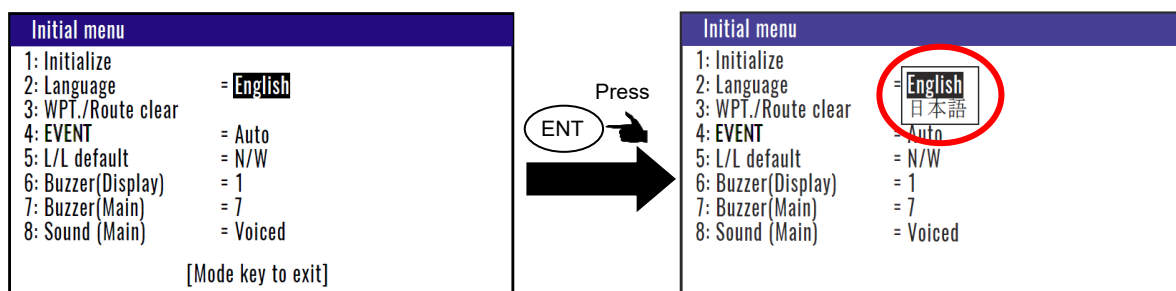 Initial menu
1: Initialize
2: Language = English
3: WPT./Route clear
4: EVENT = Auto
5: L/L default = N/W
6: Buzzer(Display) = 1
7: Buzzer(Main) = 7
8: Sound (Main) = Voiced
[Mode key to exit]
Press
ENT
Initial menu
1: Initialize
2: Language = English
日本語
3: WPT./Route clear
4: EVENT = Auto
5: L/L default = N/W
6: Buzzer(Display) = 1
7: Buzzer(Main) = 7
8: Sound (Main) = Voiced